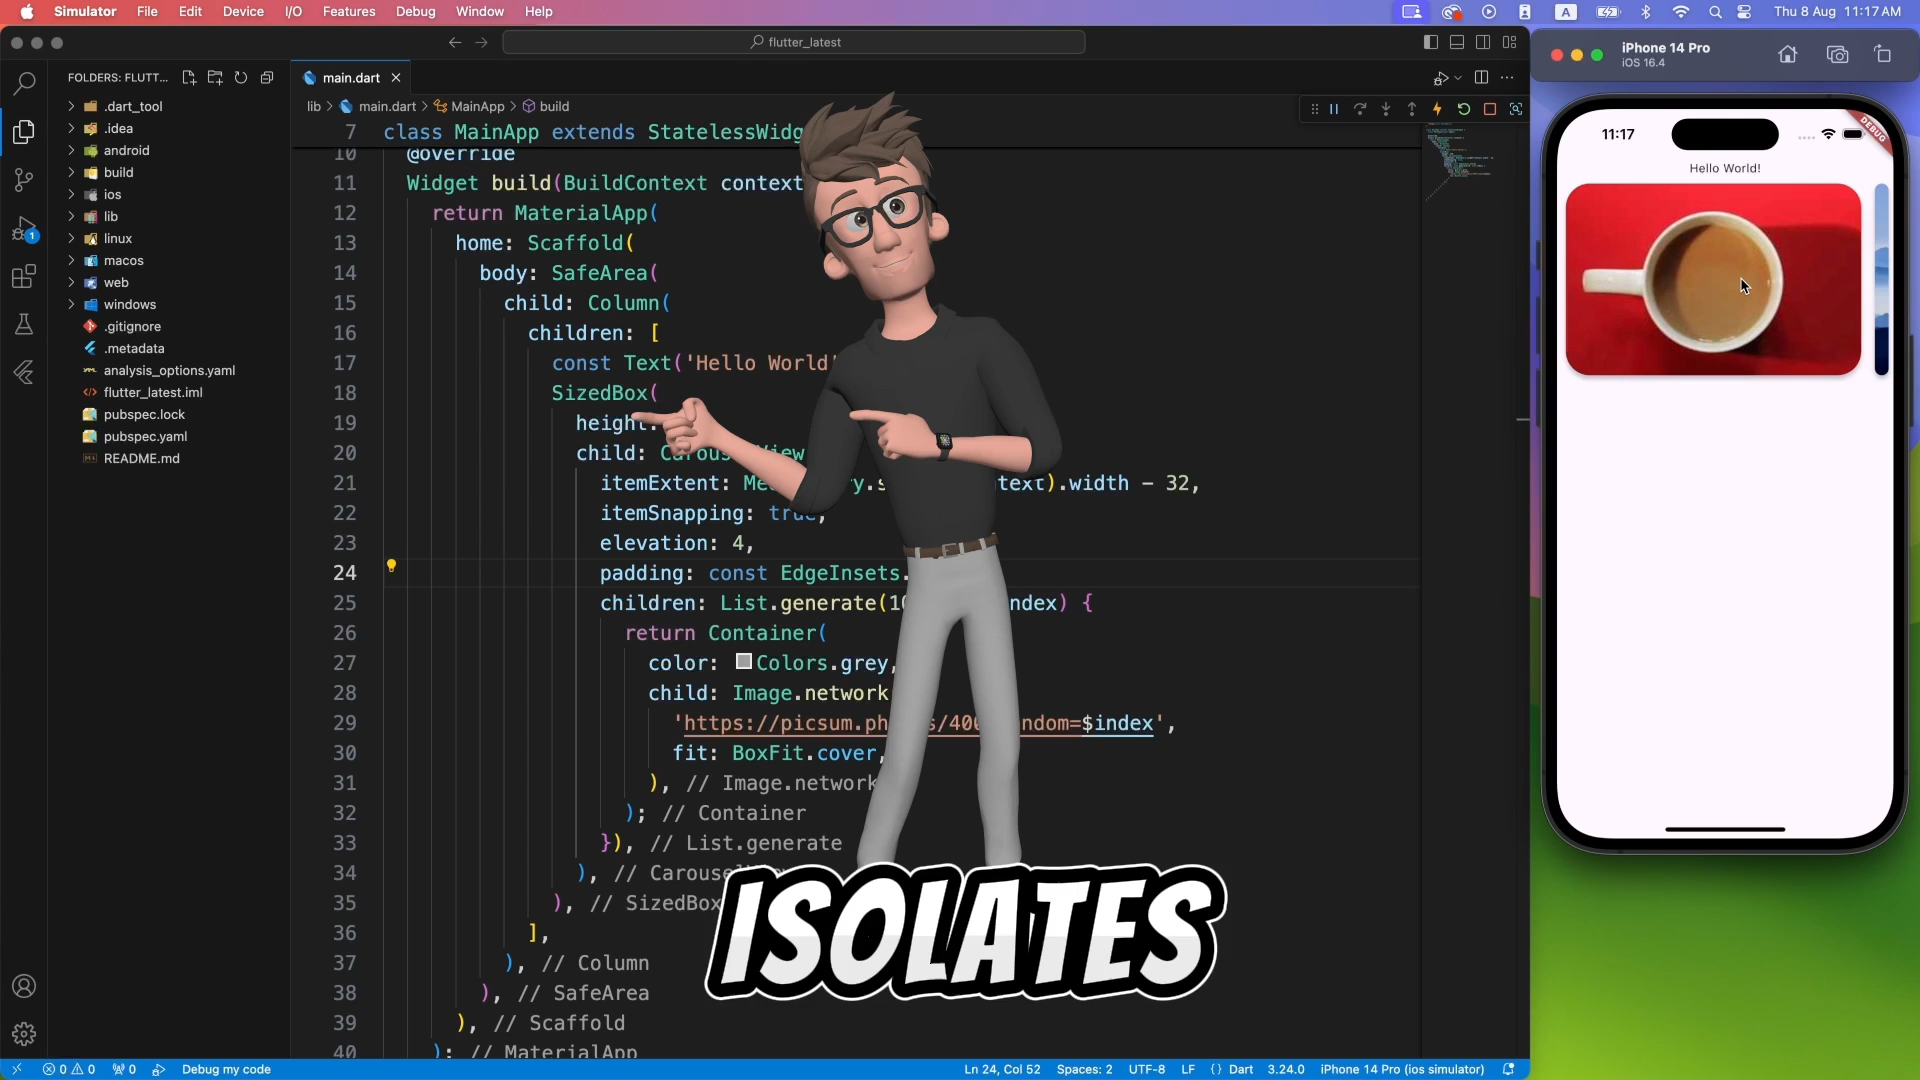 Simulator File Edit View Device I/O Features Debug Window Help
A Thu 8 Aug 11:17 AM
flutter_latest
FOLDERS: FLUTT...
.dart_tool
.idea
android
build
ios
lib
linux
macos
web
windows
.gitignore
.metadata
analysis_options.yaml
flutter_latest.iml
pubspec.lock
pubspec.yaml
README.md
1
main.dart
lib > main.dart > MainApp > build
7 class MainApp extends StatelessWidg
10 @override
11 Widget build(BuildContext context
12 return MaterialApp(
13 home: Scaffold(
14 body: SafeArea(
15 child: Column(
16 children: [
17 const Text('Hello World'
18 SizedBox(
19 height:
20 child:
21 itemExtent: text).width - 32,
22 itemSnapping: true,
23 elevation: 4,
24 padding: const EdgeInsets.
25 children: List.generate(10 ndex) {
26 return Container(
27 color: Colors.grey,
28 child: Image.network
29 'https://picsum.ph s/40 ndom=$index',
30 fit: BoxFit.cover,
31 ), // Image.network
32 ); // Container
33 }), // List.generate
34 ), // Carouse
35 ), // SizedBox
36 ],
37 ), // Column
38 ), // SafeArea
39 ), // Scaffold
40 ); // MaterialApp
ISOLATES
0 0 0 Debug my code
Ln 24, Col 52 Spaces: 2 UTF-8 LF {} Dart 3.24.0 iPhone 14 Pro (ios simulator)
iPhone 14 Pro
iOS 16.4
11:17
DEBUG
Hello World!